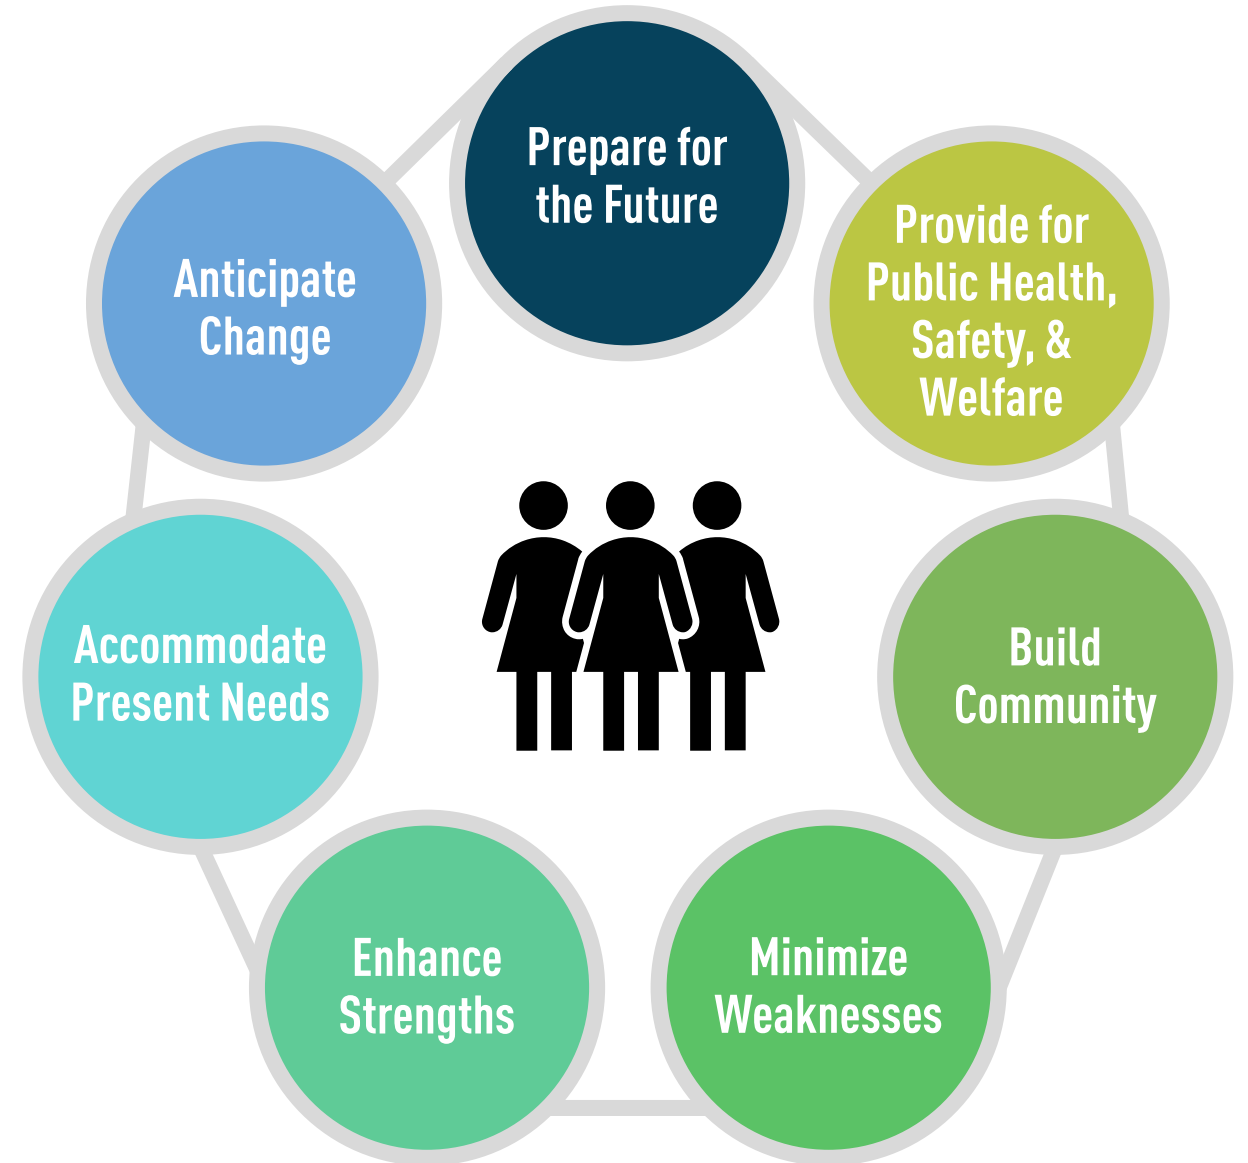 Prepare for
the Future
Provide for
Public Health,
Safety, &
Welfare
Build
Community
Minimize
Weaknesses
Enhance
Strengths
Accommodate
Present Needs
Anticipate
Change